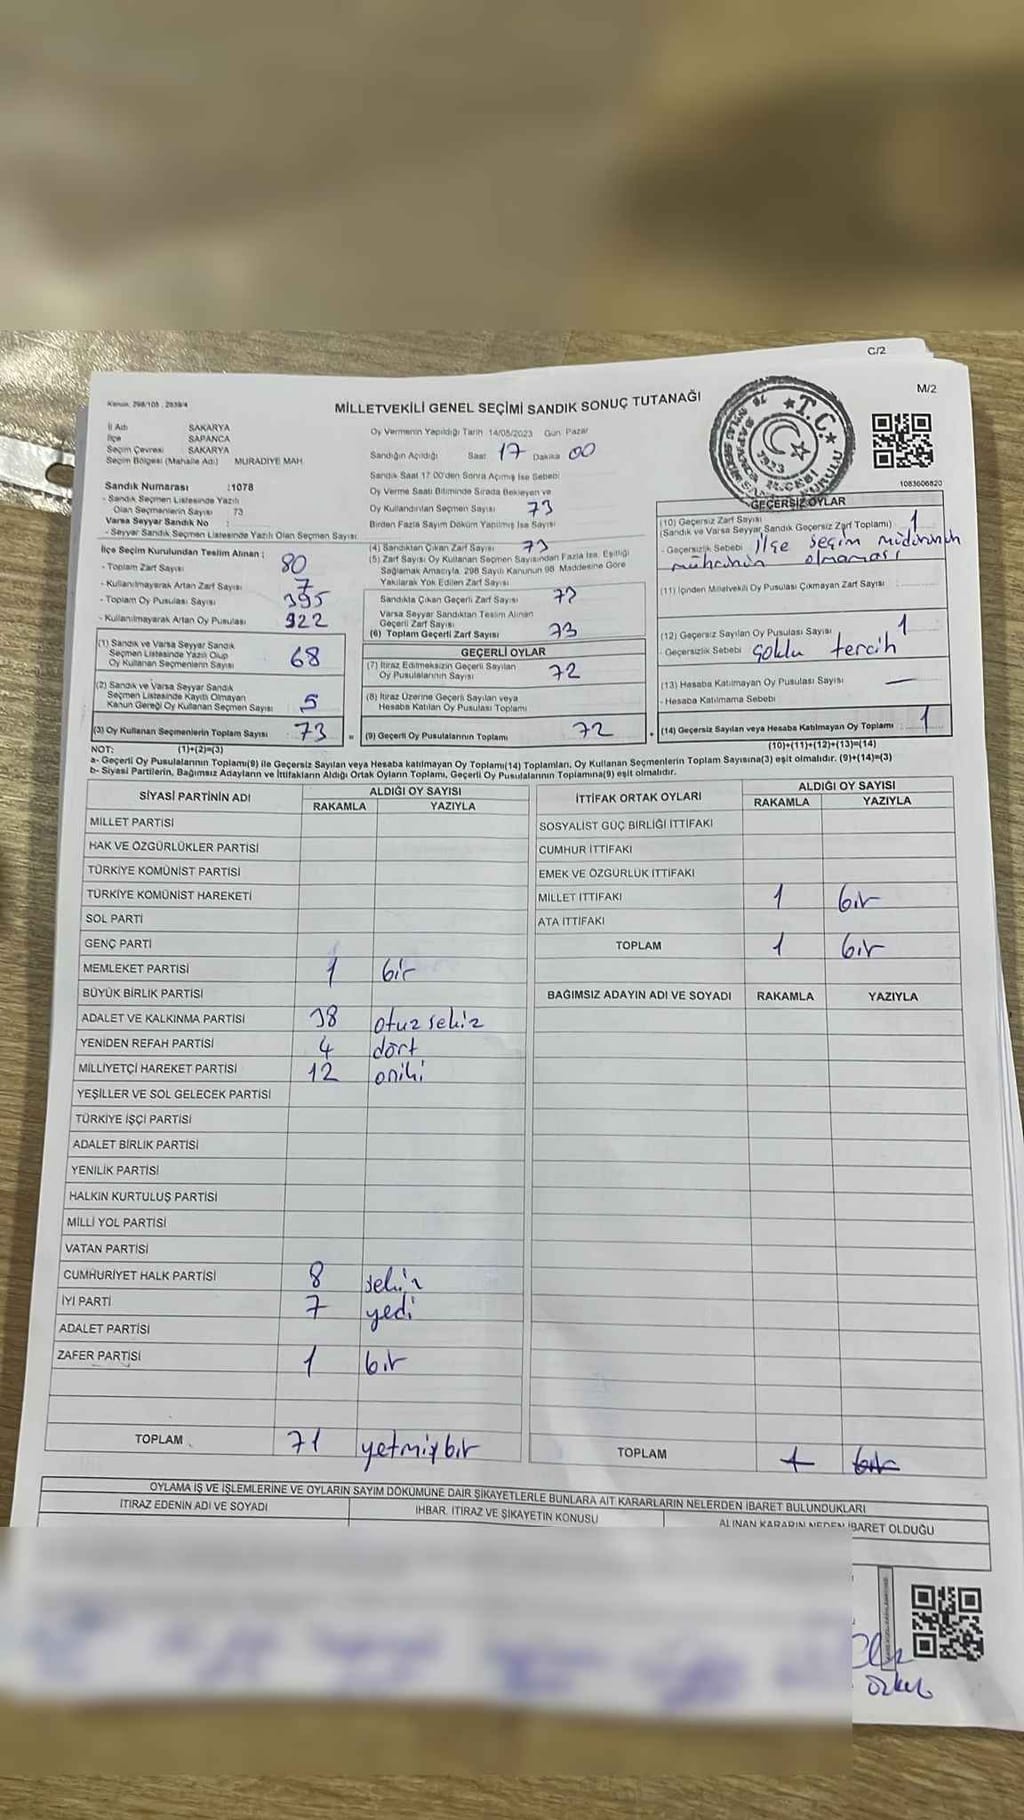 C/2
M/2
Kanun: 298/105 , 2839/4
MİLLETVEKİLİ GENEL SEÇİMİ SANDIK SONUÇ TUTANAĞI
İl Adı SAKARYA
İlçe SAPANCA
Seçim Çevresi SAKARYA
Seçim Bölgesi (Mahalle Adı) MURADİYE MAH.
Sandık Numarası :1078
- Sandık Seçmen Listesinde Yazılı
Olan Seçmenlerin Sayısı 73
Varsa Seyyar Sandık No :
- Seyyar Sandık Seçmen Listesinde Yazılı Olan Seçmen Sayısı:
Oy Vermenin Yapıldığı Tarih 14/05/2023 Gün Pazar
Sandığın Açıldığı Saat 17 Dakika 00
Sandık Saat 17.00'den Sonra Açımış İse Sebebi
Oy Verme Saati Bitiminde Sırada Bekleyen ve
Oy Kullandırılan Seçmen Sayısı 73
Birden Fazla Sayım Döküm Yapılmış İsa Sayısı
T.C.
1923
1083606820
İlçe Seçim Kurulundan Teslim Alınan ;
- Toplam Zarf Sayısı 80
- Kullanılmayarak Artan Zarf Sayısı 7
- Toplam Oy Pusulası Sayısı 395
- Kullanılmayarak Artan Oy Pusulası 922
(1) Sandık ve Varsa Seyyar Sandık
Seçmen Listesinde Yazılı Olup
Oy Kullanan Seçmenlerin Sayısı 68
(2) Sandık ve Varsa Seyyar Sandık
Seçmen Listesinde Kayıtlı Olmayan
Kanun Gereği Oy Kullanan Seçmen Sayısı: 5
(3) Oy Kullanan Seçmenlerin Toplam Sayısı 73
(4) Sandıktan Çıkan Zarf Sayısı 73
(5) Zarf Sayısı Oy Kullanan Seçmen Sayısından Fazla İse, Eşitliği
Sağlamak Amacıyla, 298 Sayılı Kanunun 98. Maddesine Göre
Yakılarak Yok Edilen Zarf Sayısı
Sandıkta Çıkan Geçerli Zarf Sayısı 73
Varsa Seyyar Sandıktan Teslim Alınan
Geçerli Zarf Sayısı
(6) Toplam Geçerli Zarf Sayısı 73
GEÇERLİ OYLAR
(7) İtiraz Edilmeksizin Geçerli Sayılan
Oy Pusulalarının Sayısı 72
(8) İtiraz Üzerine Geçerli Sayılan veya
Hesaba Katılan Oy Pusulası Toplamı
= (9) Geçerli Oy Pusulalarının Toplamı 72
GEÇERSİZ OYLAR
(10) Geçersiz Zarf Sayısı 1
(Sandık ve Varsa Seyyar Sandık Geçersiz Zarf Toplamı)
- Geçersizlik Sebebi ilçe seçim müdürünün
mührünün olmaması
(11) İçinden Milletvekili Oy Pusulası Çıkmayan Zarf Sayısı
(12) Geçersiz Sayılan Oy Pusulası Sayısı 1
- Geçersizlik Sebebi Çoklu tercih
(13) Hesaba Katılmayan Oy Pusulası Sayısı —
- Hesaba Katılmama Sebebi
+ (14) Geçersiz Sayılan veya Hesaba Katılmayan Oy Toplamı 1
NOT: (1)+(2)=(3) (10)+(11)+(12)+(13)=(14)
a- Geçerli Oy Pusulalarının Toplamı(9) ile Geçersiz Sayılan veya Hesaba katılmayan Oy Toplamı(14) Toplamları, Oy Kullanan Seçmenlerin Toplam Sayısına(3) eşit olmalıdır. (9)+(14)=(3)
b- Siyasi Partilerin, Bağımsız Adayların ve İttifakların Aldığı Ortak Oyların Toplamı, Geçerli Oy Pusulalarının Toplamına(9) eşit olmalıdır.
SİYASİ PARTİNİN ADI ALDIĞI OY SAYISI
RAKAMLA YAZIYLA
MİLLET PARTİSİ
HAK VE ÖZGÜRLÜKLER PARTİSİ
TÜRKİYE KOMÜNİST PARTİSİ
TÜRKİYE KOMÜNİST HAREKETİ
SOL PARTİ
GENÇ PARTİ
MEMLEKET PARTİSİ 1 bir
BÜYÜK BİRLİK PARTİSİ
ADALET VE KALKINMA PARTİSİ 38 otuz sekiz
YENİDEN REFAH PARTİSİ 4 dört
MİLLİYETÇİ HAREKET PARTİSİ 12 oniki
YEŞİLLER VE SOL GELECEK PARTİSİ
TÜRKİYE İŞÇİ PARTİSİ
ADALET BİRLİK PARTİSİ
YENİLİK PARTİSİ
HALKIN KURTULUŞ PARTİSİ
MİLLİ YOL PARTİSİ
VATAN PARTİSİ
CUMHURİYET HALK PARTİSİ 8 sekiz
İYİ PARTİ 7 yedi
ADALET PARTİSİ
ZAFER PARTİSİ 1 bir
TOPLAM 71 yetmişbir
İTTİFAK ORTAK OYLARI ALDIĞI OY SAYISI
RAKAMLA YAZIYLA
SOSYALİST GÜÇ BİRLİĞİ İTTİFAKI
CUMHUR İTTİFAKI
EMEK VE ÖZGÜRLÜK İTTİFAKI
MİLLET İTTİFAKI 1 bir
ATA İTTİFAKI
TOPLAM 1 bir
BAĞIMSIZ ADAYIN ADI VE SOYADI RAKAMLA YAZIYLA
TOPLAM 1 bir
OYLAMA İŞ VE İŞLEMLERİNE VE OYLARIN SAYIM DÖKÜMÜNE DAİR ŞİKAYETLERLE BUNLARA AİT KARARLARIN NELERDEN İBARET BULUNDUKLARI
İTİRAZ EDENİN ADI VE SOYADI İHBAR, İTİRAZ VE ŞİKAYETİN KONUSU ALINAN KARARIN NEDEN İBARET OLDUĞU